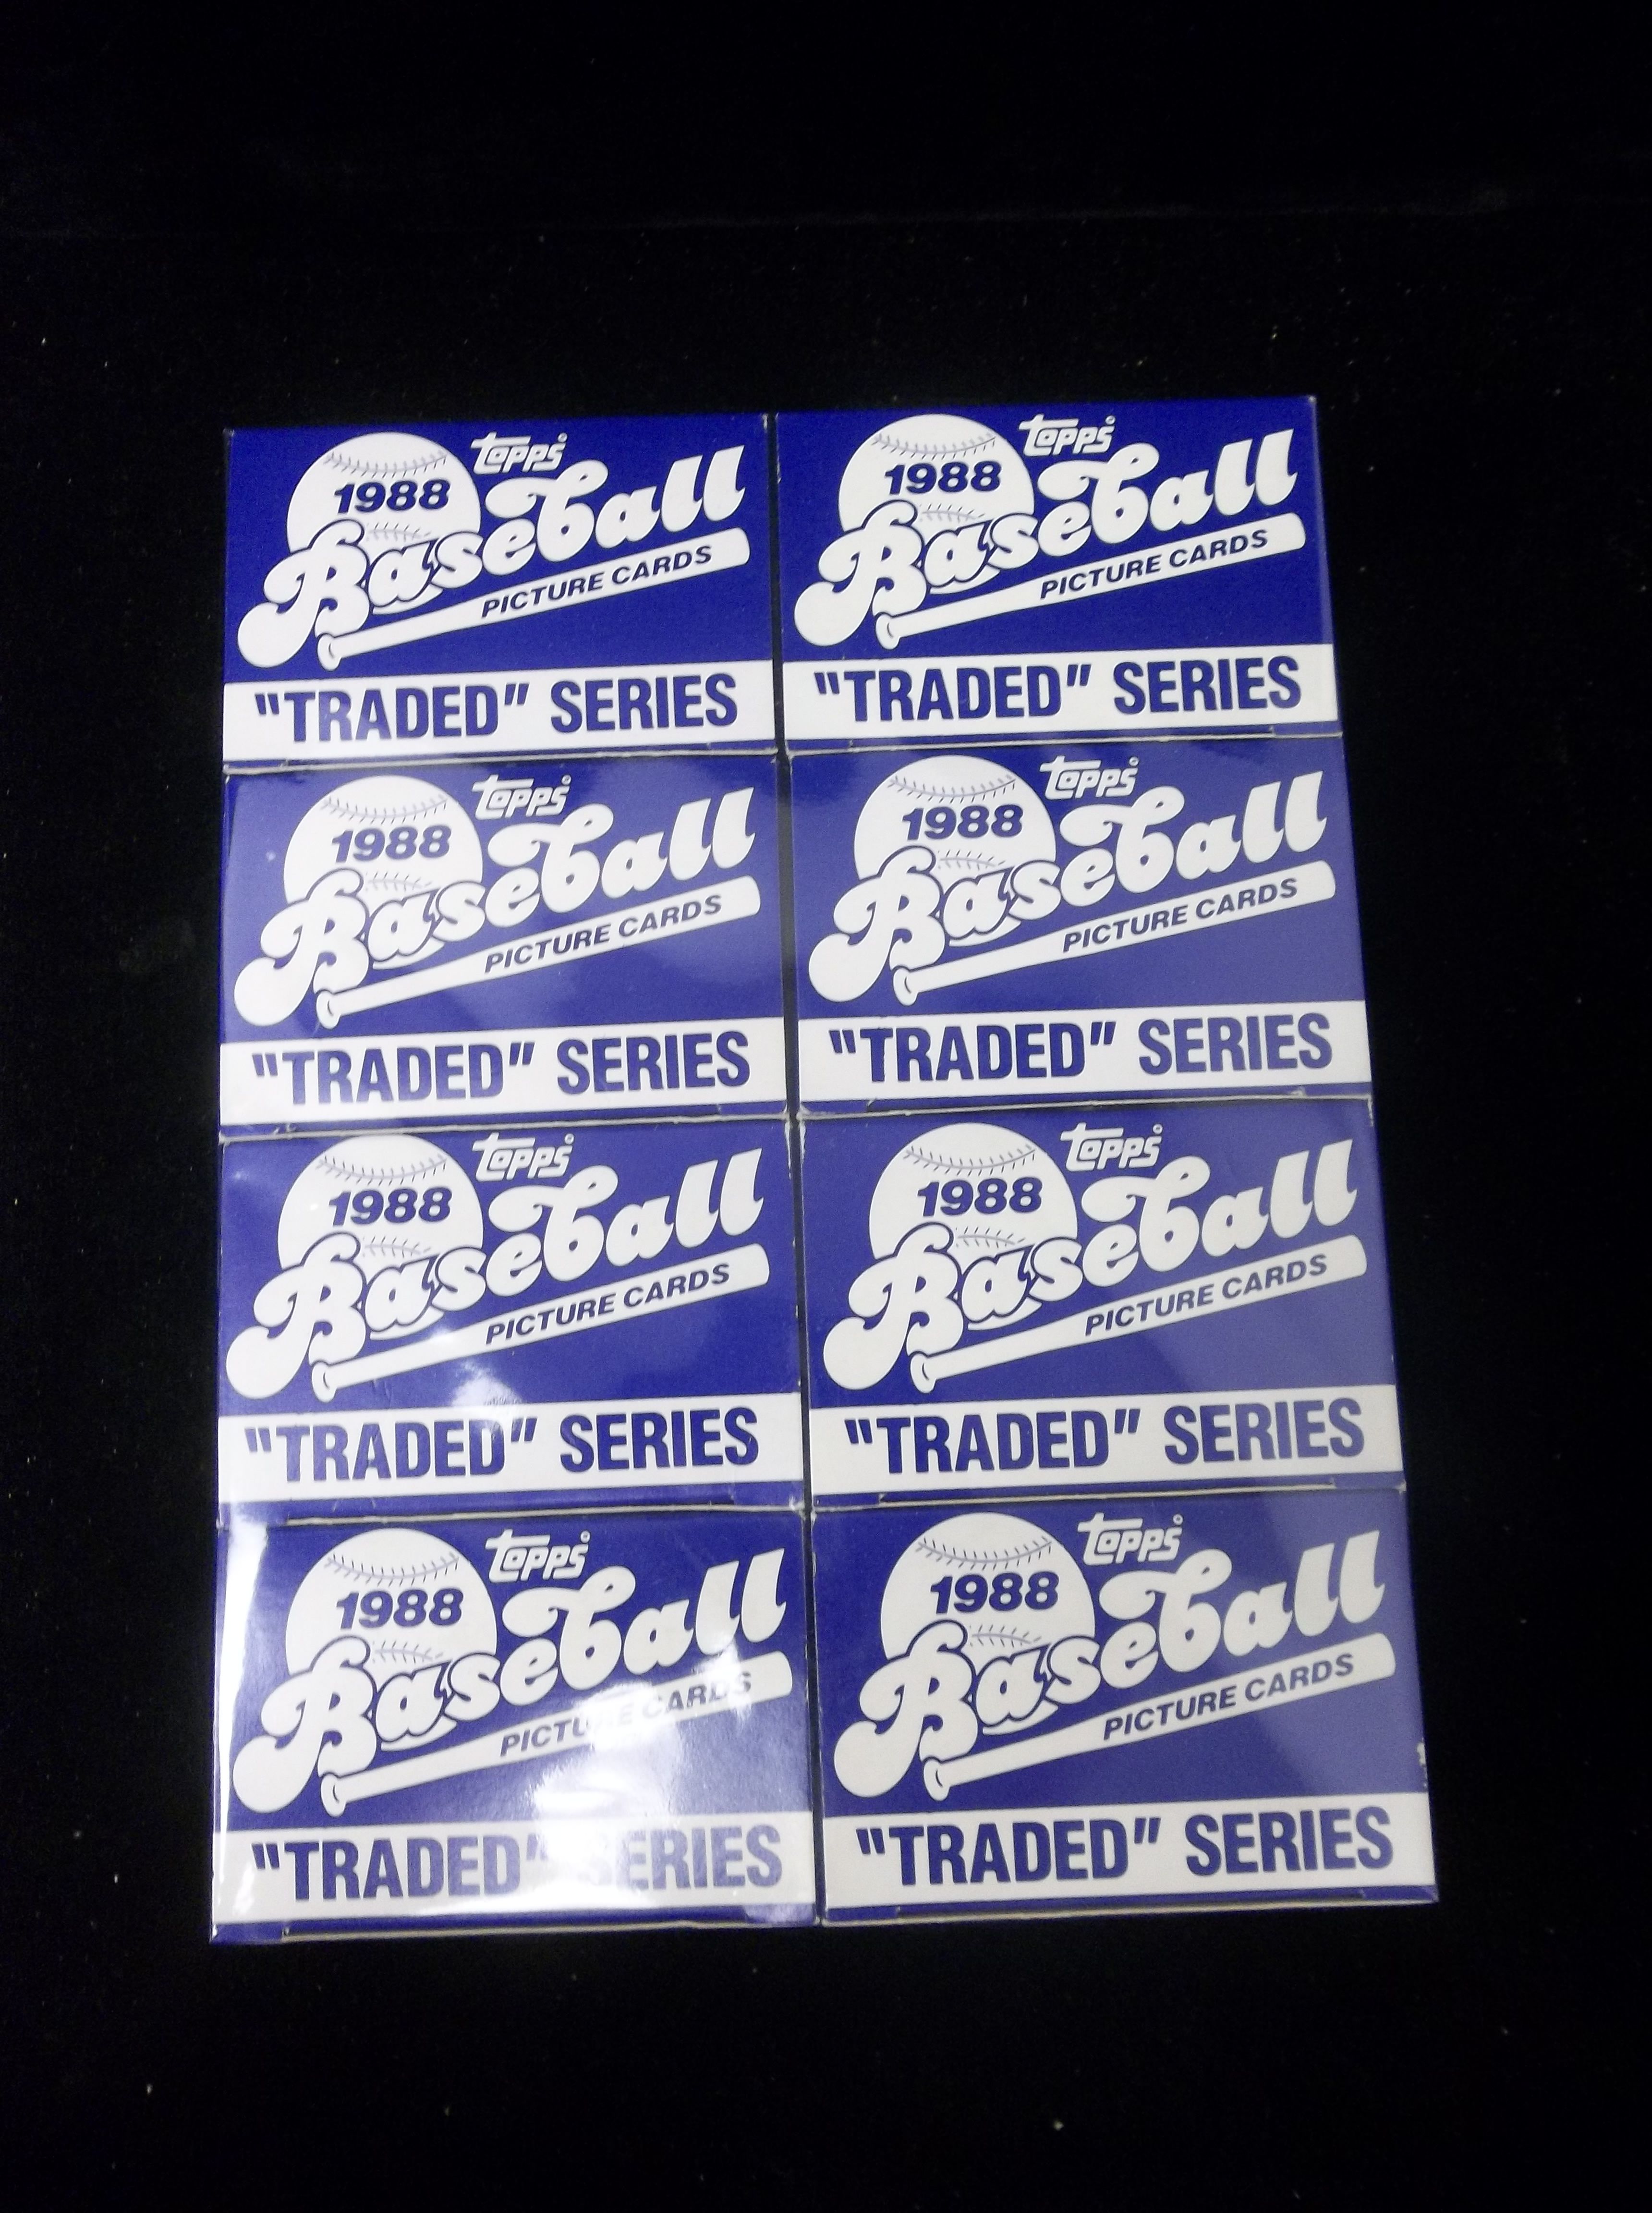 Topps
1988
Baseball
PICTURE CARDS
"TRADED" SERIES
Topps
1988
Baseball
PICTURE CARDS
"TRADED" SERIES
Topps
1988
Baseball
PICTURE CARDS
"TRADED" SERIES
Topps
1988
Baseball
PICTURE CARDS
"TRADED" SERIES
Topps
1988
Baseball
PICTURE CARDS
"TRADED" SERIES
Topps
1988
Baseball
PICTURE CARDS
"TRADED" SERIES
Topps
1988
Baseball
PICTURE CARDS
"TRADED" SERIES
Topps
1988
Baseball
PICTURE CARDS
"TRADED" SERIES